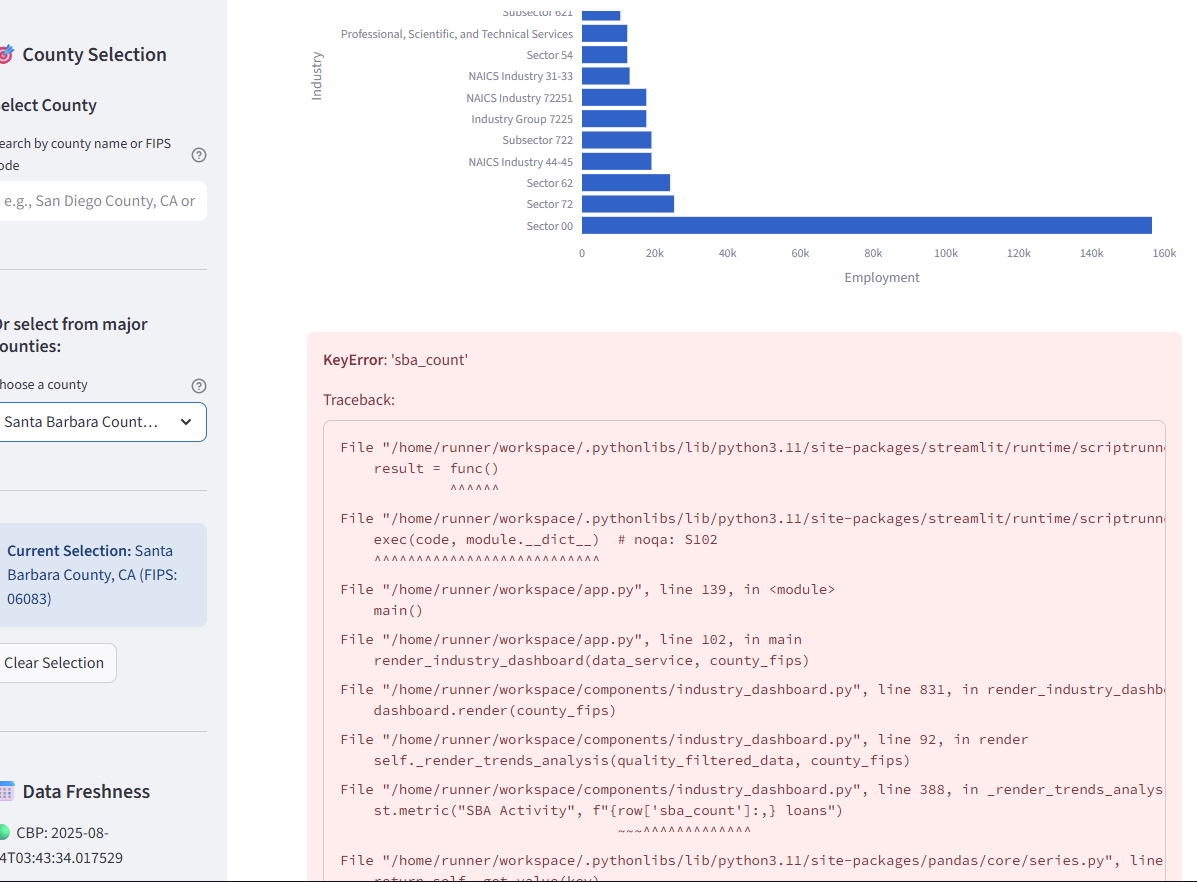 County Selection
elect County
earch by county name or FIPS
ode
e.g., San Diego County, CA or
r select from major
ounties:
hoose a county
Santa Barbara Count...
Current Selection: Santa
Barbara County, CA (FIPS:
06083)
Clear Selection
Data Freshness
CBP: 2025-08-
4T03:43:34.017529
Industry
Subsector 621
Professional, Scientific, and Technical Services
Sector 54
NAICS Industry 31-33
NAICS Industry 72251
Industry Group 7225
Subsector 722
NAICS Industry 44-45
Sector 62
Sector 72
Sector 00
0 20k 40k 60k 80k 100k 120k 140k 160k
Employment
KeyError: 'sba_count'
Traceback:
File "/home/runner/workspace/.pythonlibs/lib/python3.11/site-packages/streamlit/runtime/scriptrunn
result = func()
^^^^^^
File "/home/runner/workspace/.pythonlibs/lib/python3.11/site-packages/streamlit/runtime/scriptrunn
exec(code, module.__dict__)  # noqa: S102
^^^^^^^^^^^^^^^^^^^^^^^^^^^
File "/home/runner/workspace/app.py", line 139, in <module>
main()
File "/home/runner/workspace/app.py", line 102, in main
render_industry_dashboard(data_service, county_fips)
File "/home/runner/workspace/components/industry_dashboard.py", line 831, in render_industry_dashb
dashboard.render(county_fips)
File "/home/runner/workspace/components/industry_dashboard.py", line 92, in render
self._render_trends_analysis(quality_filtered_data, county_fips)
File "/home/runner/workspace/components/industry_dashboard.py", line 388, in _render_trends_analys
st.metric("SBA Activity", f"{row['sba_count']:,} loans")
~~~^^^^^^^^^^^^^
File "/home/runner/workspace/.pythonlibs/lib/python3.11/site-packages/pandas/core/series.py", line
return self._get_value(key)